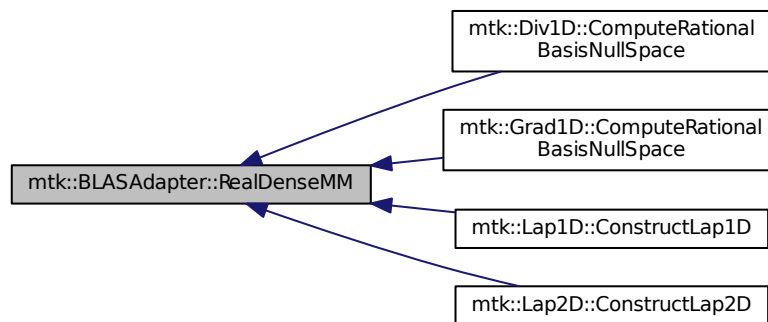 mtk::Div1D::ComputeRational
BasisNullSpace
mtk::Grad1D::ComputeRational
BasisNullSpace
mtk::BLASAdapter::RealDenseMM
mtk::Lap1D::ConstructLap1D
mtk::Lap2D::ConstructLap2D